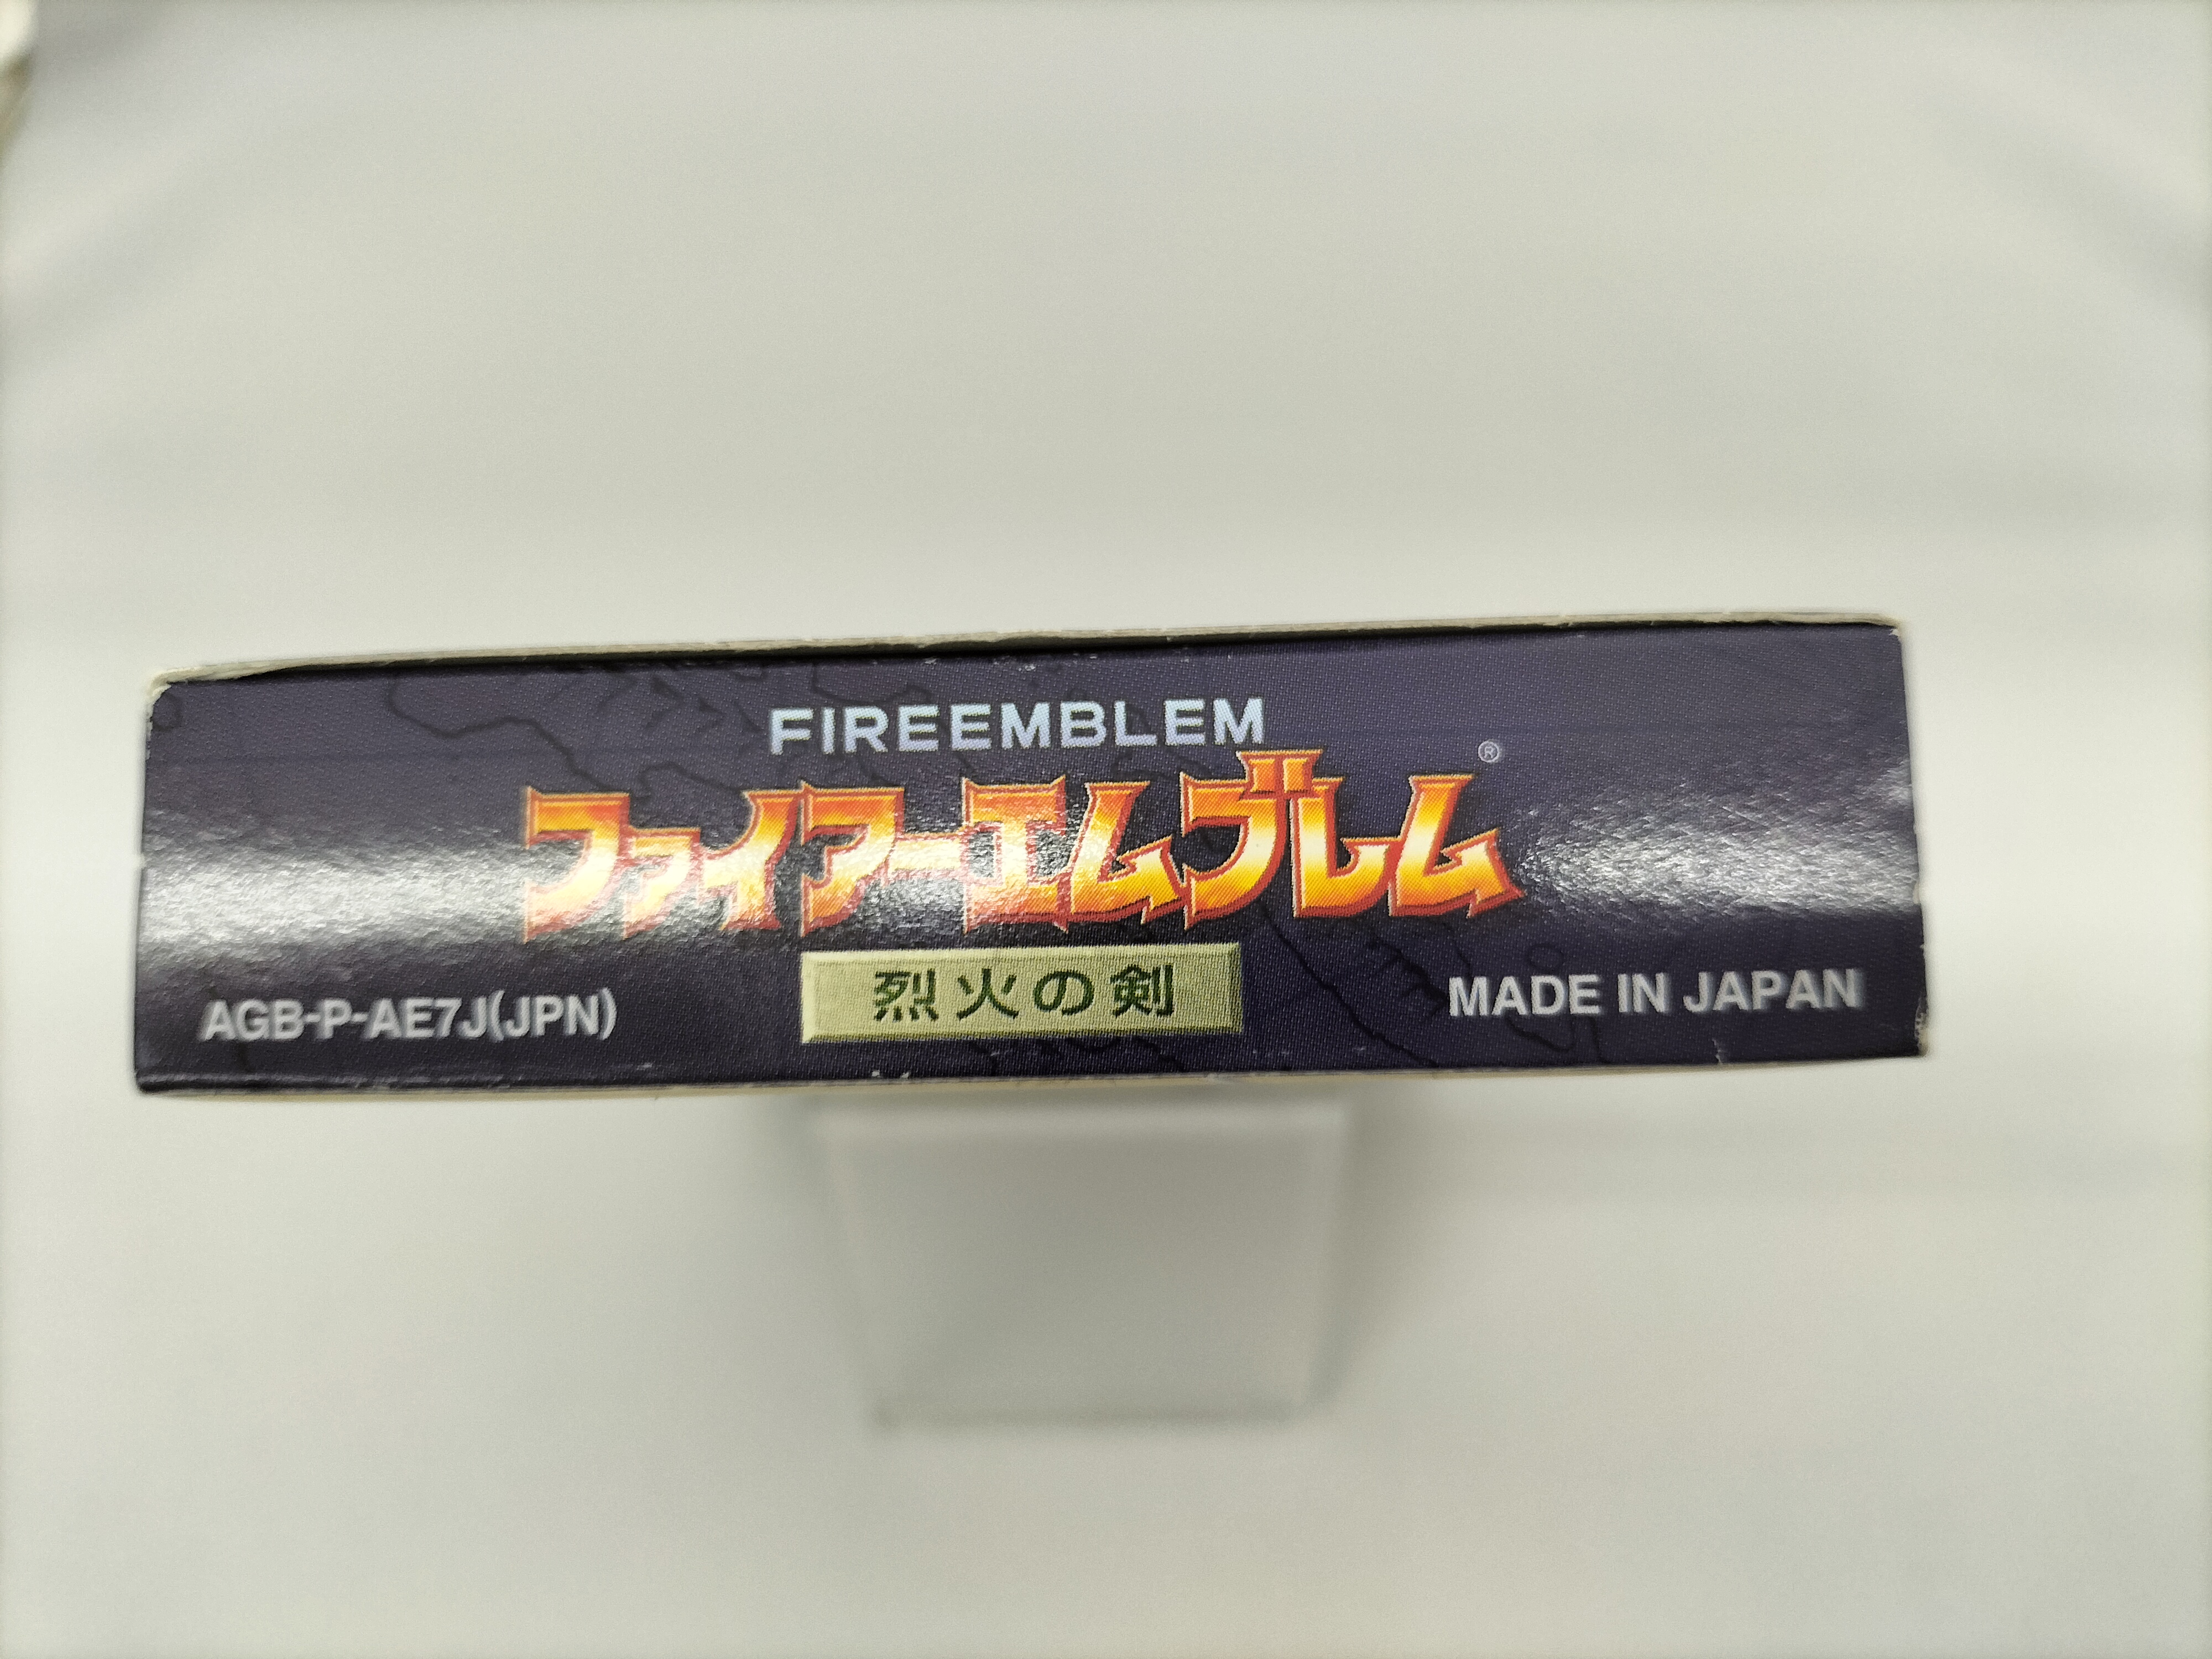 FIREEMBLEM
ファイアーエムブレム®
烈火の剣
AGB-P-AE7J(JPN)
MADE IN JAPAN